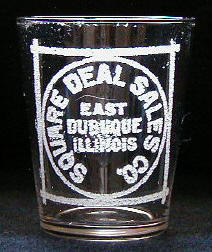 SQUARE DEAL SALES CO.
EAST
DUBUQUE
ILLINOIS